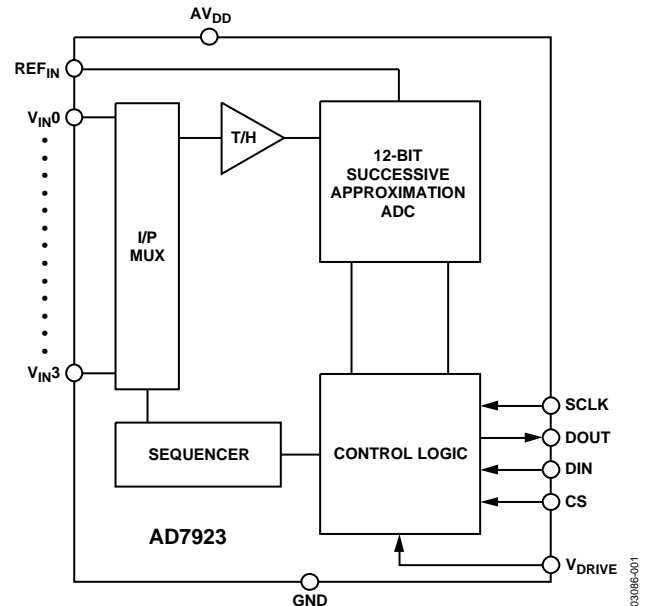 AVDD
REFIN
VIN0
T/H
12-BIT
SUCCESSIVE
APPROXIMATION
ADC
I/P
MUX
VIN3
SCLK
DOUT
DIN
CS
SEQUENCER
CONTROL LOGIC
AD7923
VDRIVE
GND
03086-001